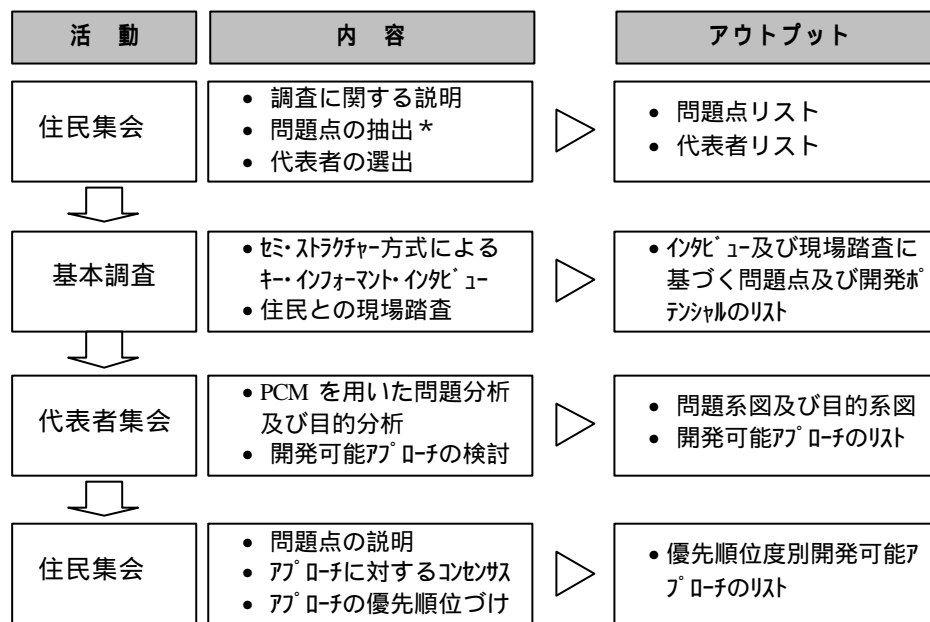 活　動
内　容
アウトプット
住民集会
• 調査に関する説明
• 問題点の抽出＊
• 代表者の選出
• 問題点リスト
• 代表者リスト
基本調査
• ｾﾐ･ｽﾄﾗｸﾁｬｰ方式による
ｷｰ･ｲﾝﾌｫｰﾏﾝﾄ･ｲﾝﾀﾋﾞｭｰ
• 住民との現場踏査
• ｲﾝﾀﾋﾞｭｰ及び現場踏査に
基づく問題点及び開発ﾎﾟ
ﾃﾝｼｬﾙのﾘｽﾄ
代表者集会
• PCM を用いた問題分析
及び目的分析
• 開発可能ｱﾌﾟﾛｰﾁの検討
• 問題系図及び目的系図
• 開発可能ｱﾌﾟﾛｰﾁのﾘｽﾄ
住民集会
• 問題点の説明
• ｱﾌﾟﾛｰﾁに対するｺﾝｾﾝｻｽ
• ｱﾌﾟﾛｰﾁの優先順位づけ
• 優先順位度別開発可能ｱ
ﾌﾟﾛｰﾁのﾘｽﾄ